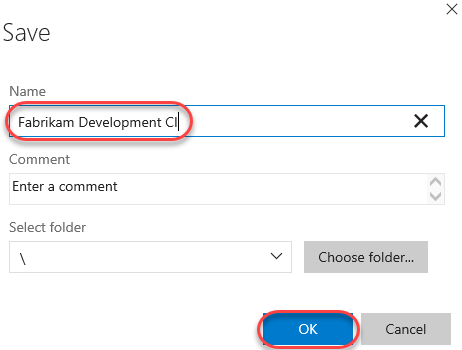 Save
Name
Fabrikam Development CI
Comment
Enter a comment
Select folder
\
Choose folder...
OK
Cancel